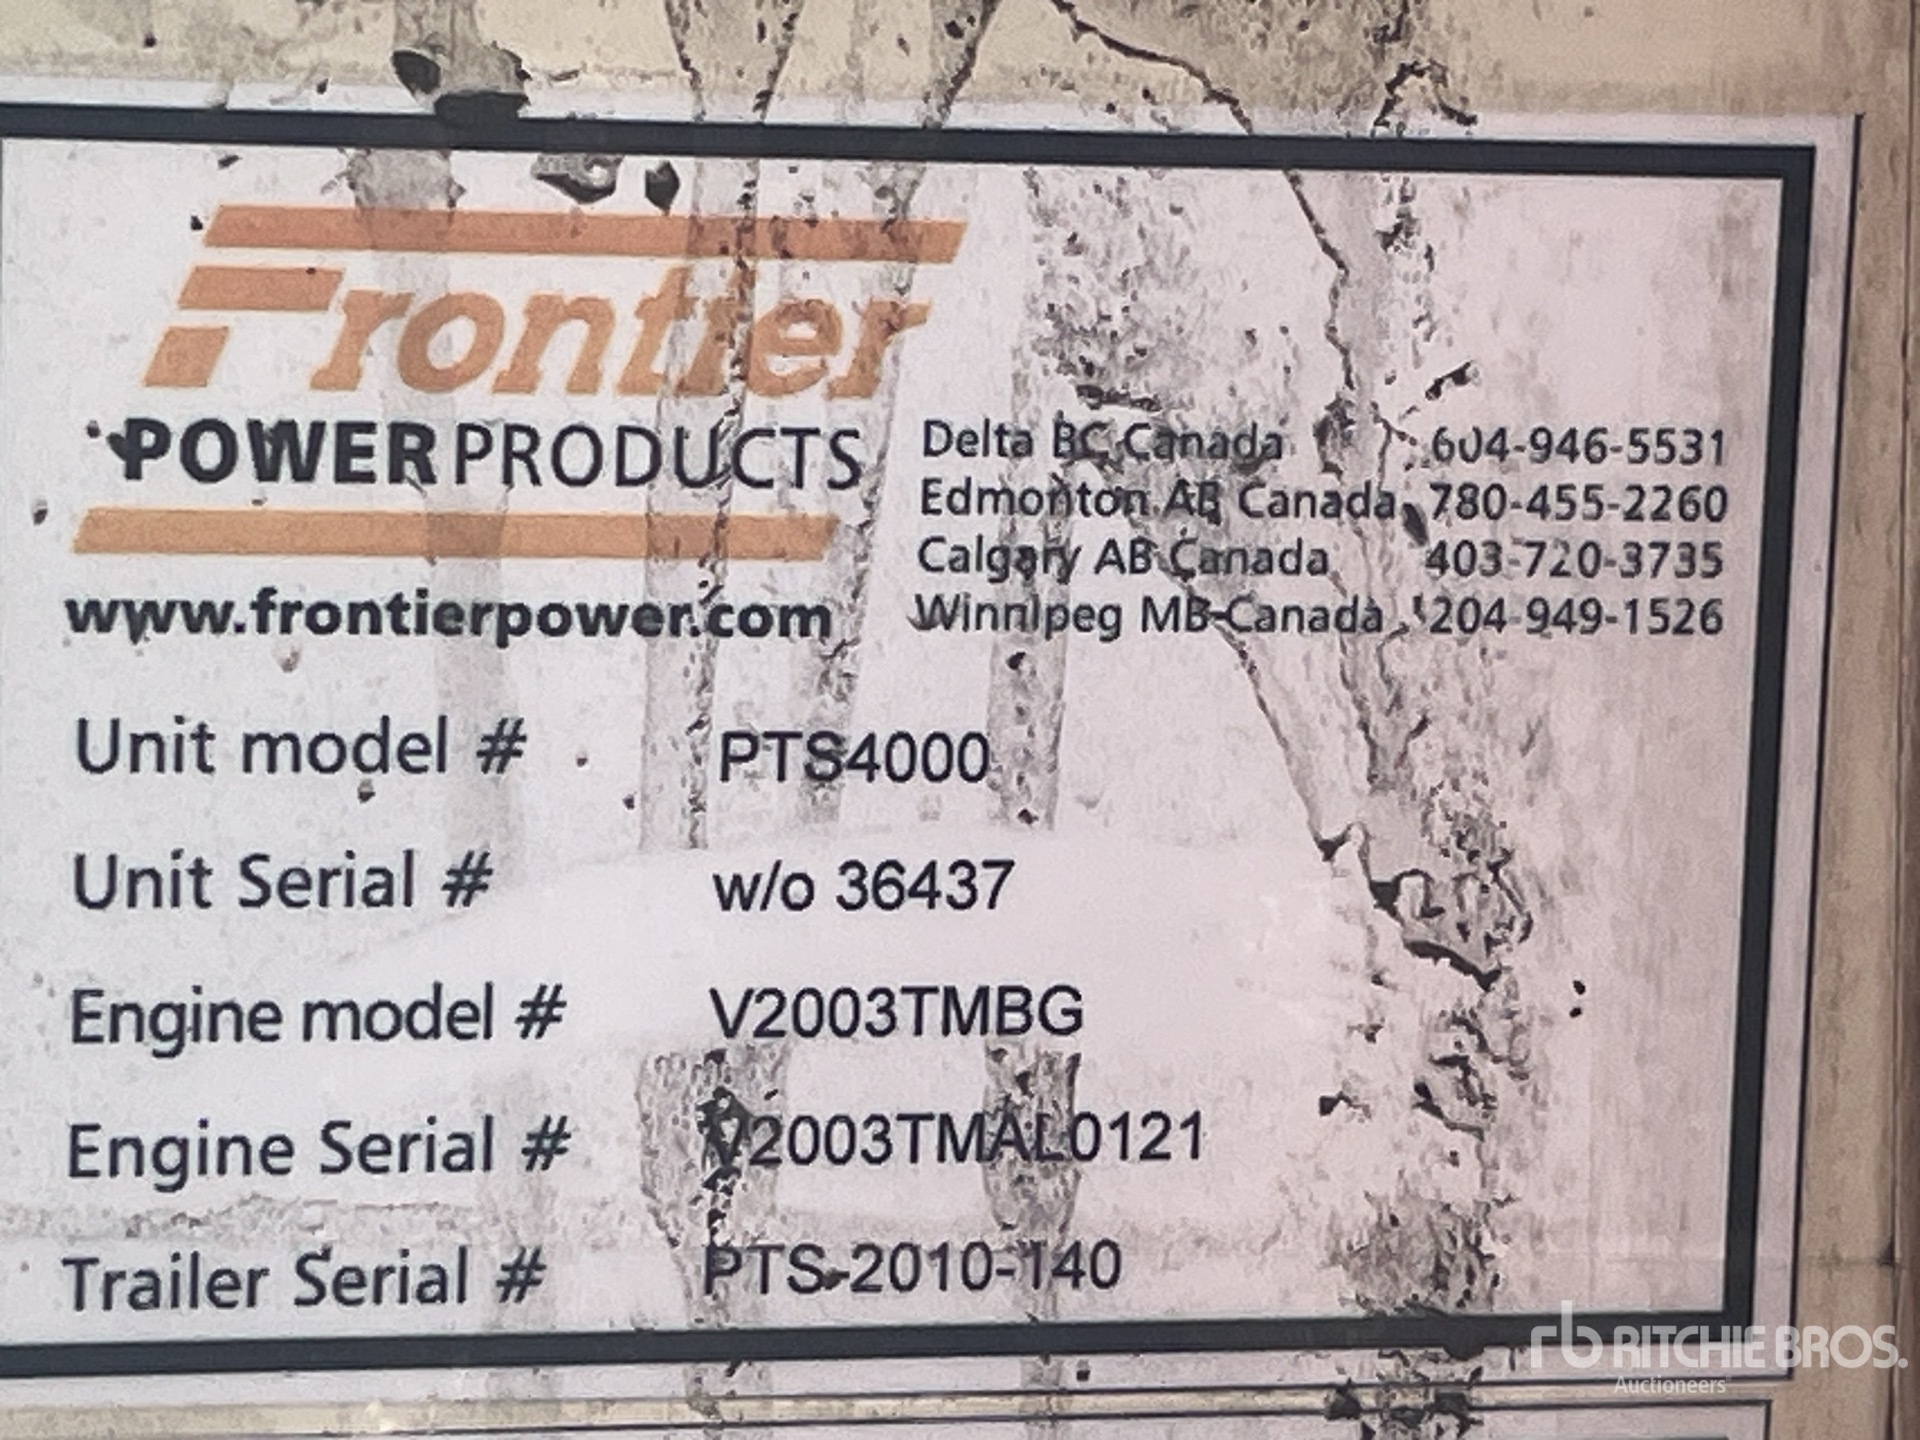 Frontier
POWER PRODUCTS
www.frontierpower.com
Delta BC Canada 604-946-5531
Edmonton AB Canada 780-455-2260
Calgary AB Canada 403-720-3735
Winnipeg MB Canada 204-949-1526
Unit model # PTS4000
Unit Serial # w/o 36437
Engine model # V2003TMBG
Engine Serial # V2003TMAL0121
Trailer Serial # PTS-2010-140
rb RITCHIE BROS.
Auctioneers